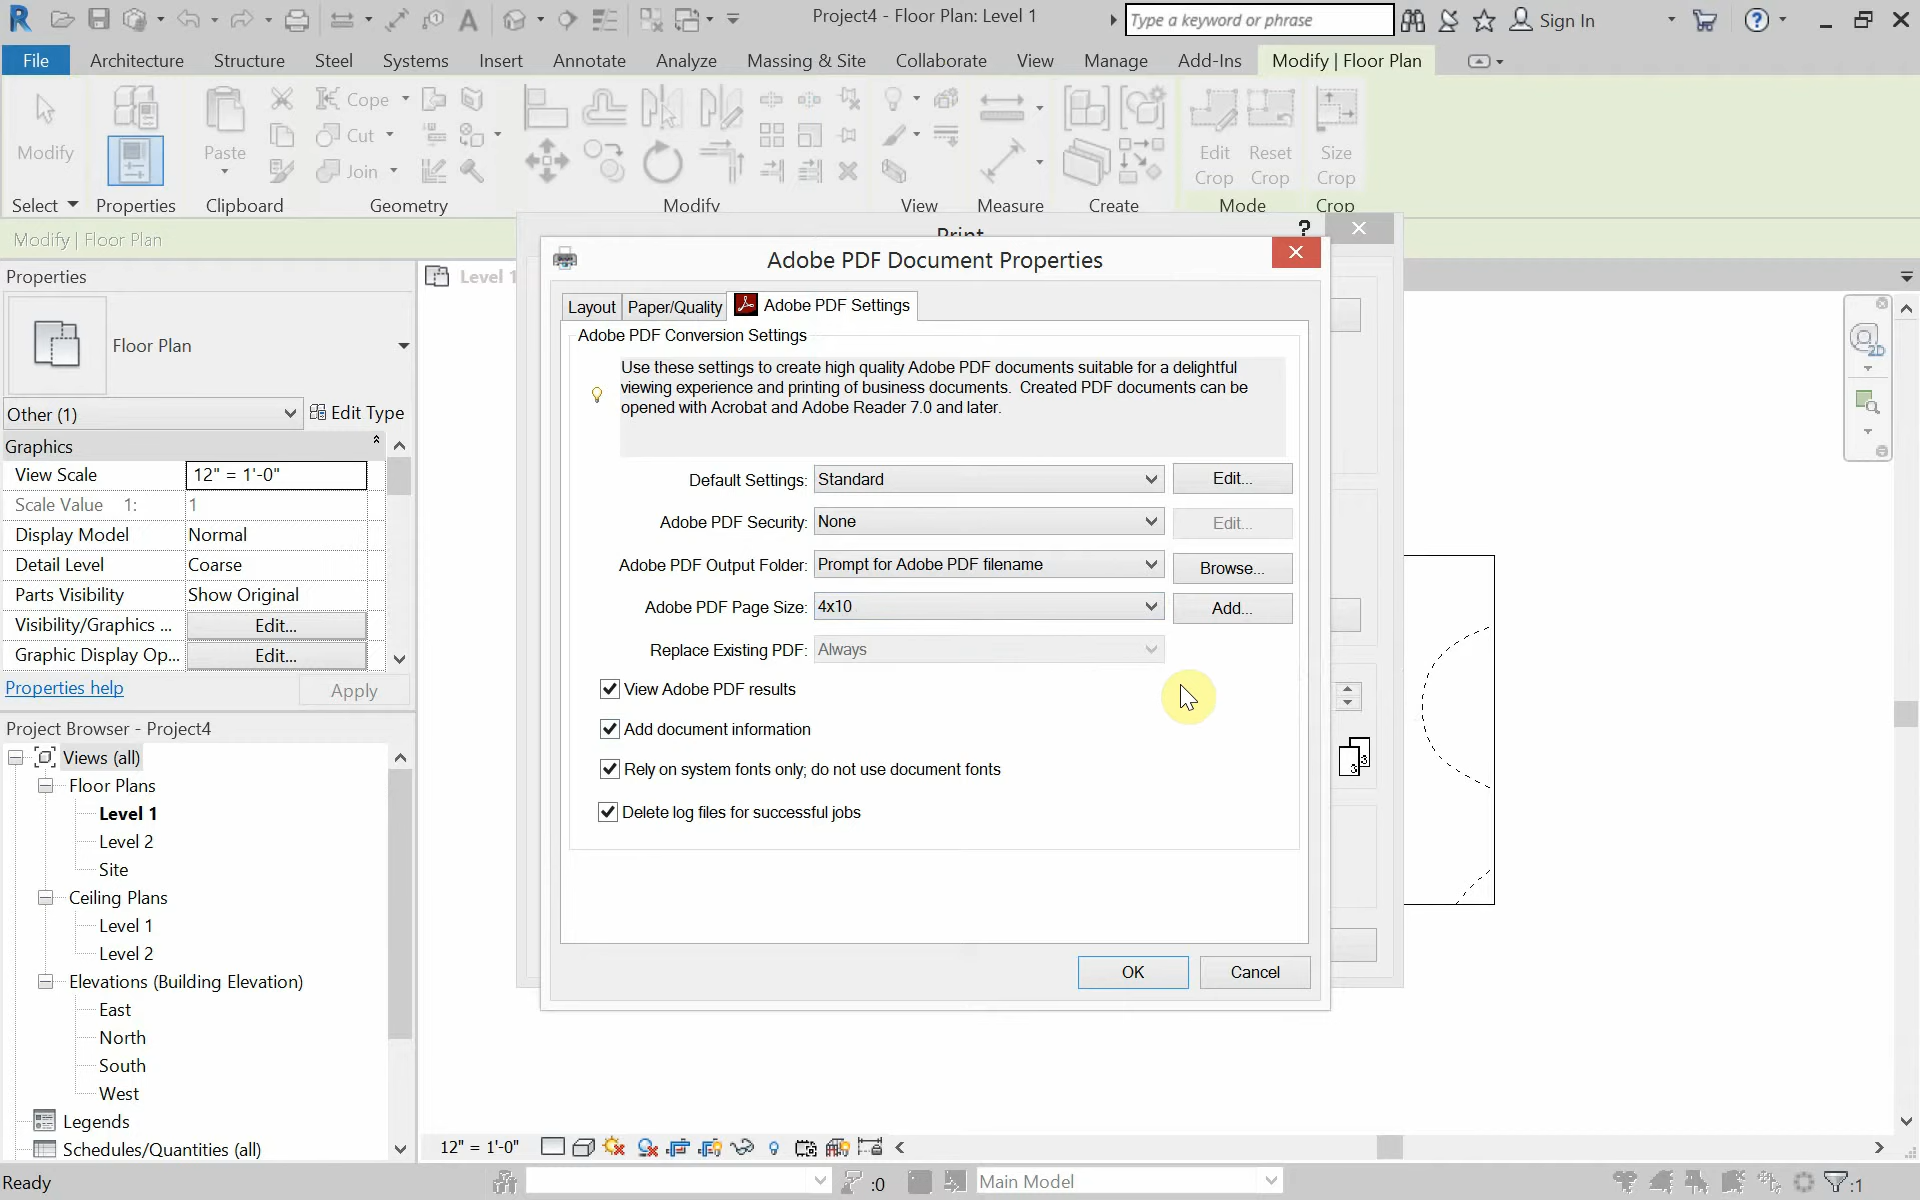 Project4 - Floor Plan: Level 1
Type a keyword or phrase
Sign In
File
Architecture
Structure
Steel
Systems
Insert
Annotate
Analyze
Massing & Site
Collaborate
View
Manage
Add-Ins
Modify | Floor Plan
Modify
Paste
Cope
Cut
Join
Edit Crop
Reset Crop
Size Crop
Select
Properties
Clipboard
Geometry
Modify
View
Measure
Create
Mode
Crop
Modify | Floor Plan
Print
Properties
Level 1
Floor Plan
Other (1)
Edit Type
Graphics
View Scale 12" = 1'-0"
Scale Value 1: 1
Display Model Normal
Detail Level Coarse
Parts Visibility Show Original
Visibility/Graphics ... Edit...
Graphic Display Op... Edit...
Properties help
Apply
Project Browser - Project4
Views (all)
Floor Plans
Level 1
Level 2
Site
Ceiling Plans
Level 1
Level 2
Elevations (Building Elevation)
East
North
South
West
Legends
Schedules/Quantities (all)
Adobe PDF Document Properties
Layout
Paper/Quality
Adobe PDF Settings
Adobe PDF Conversion Settings
Use these settings to create high quality Adobe PDF documents suitable for a delightful
viewing experience and printing of business documents. Created PDF documents can be
opened with Acrobat and Adobe Reader 7.0 and later.
Default Settings: Standard Edit...
Adobe PDF Security: None Edit...
Adobe PDF Output Folder: Prompt for Adobe PDF filename Browse...
Adobe PDF Page Size: 4x10 Add...
Replace Existing PDF: Always
View Adobe PDF results
Add document information
Rely on system fonts only; do not use document fonts
Delete log files for successful jobs
OK
Cancel
2D
3
3
12" = 1'-0"
Ready
:0
Main Model
:1